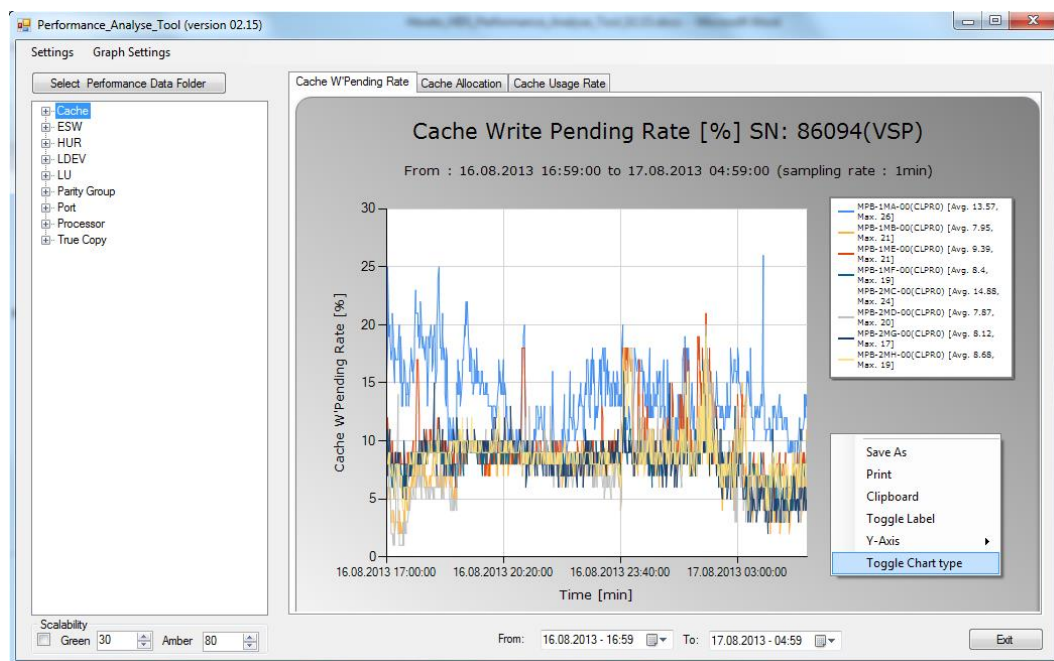 Performance_Analyse_Tool (version 02.15)
Settings Graph Settings
Select Performance Data Folder
Cache
ESW
HUR
LDEV
LU
Parity Group
Port
Processor
True Copy
Cache W'Pending Rate Cache Allocation Cache Usage Rate
Cache Write Pending Rate [%] SN: 86094(VSP)
From : 16.08.2013 16:59:00 to 17.08.2013 04:59:00 (sampling rate : 1min)
Cache W'Pending Rate [%]
30
25
20
15
10
5
0
16.08.2013 17:00:00 16.08.2013 20:20:00 16.08.2013 23:40:00 17.08.2013 03:00:00
Time [min]
MPB-1MA-00(CLPR0) [Avg. 13.57,
Max. 26]
MPB-1MB-00(CLPR0) [Avg. 7.95,
Max. 21]
MPB-1ME-00(CLPR0) [Avg. 9.39,
Max. 21]
MPB-1MF-00(CLPR0) [Avg. 8.4,
Max. 19]
MPB-2MC-00(CLPR0) [Avg. 14.88,
Max. 24]
MPB-2MD-00(CLPR0) [Avg. 7.87,
Max. 20]
MPB-2MG-00(CLPR0) [Avg. 8.12,
Max. 17]
MPB-2MH-00(CLPR0) [Avg. 8.68,
Max. 19]
Save As
Print
Clipboard
Toggle Label
Y-Axis
Toggle Chart type
Scalability
Green 30 Amber 80
From: 16.08.2013 - 16:59 To: 17.08.2013 - 04:59
Exit